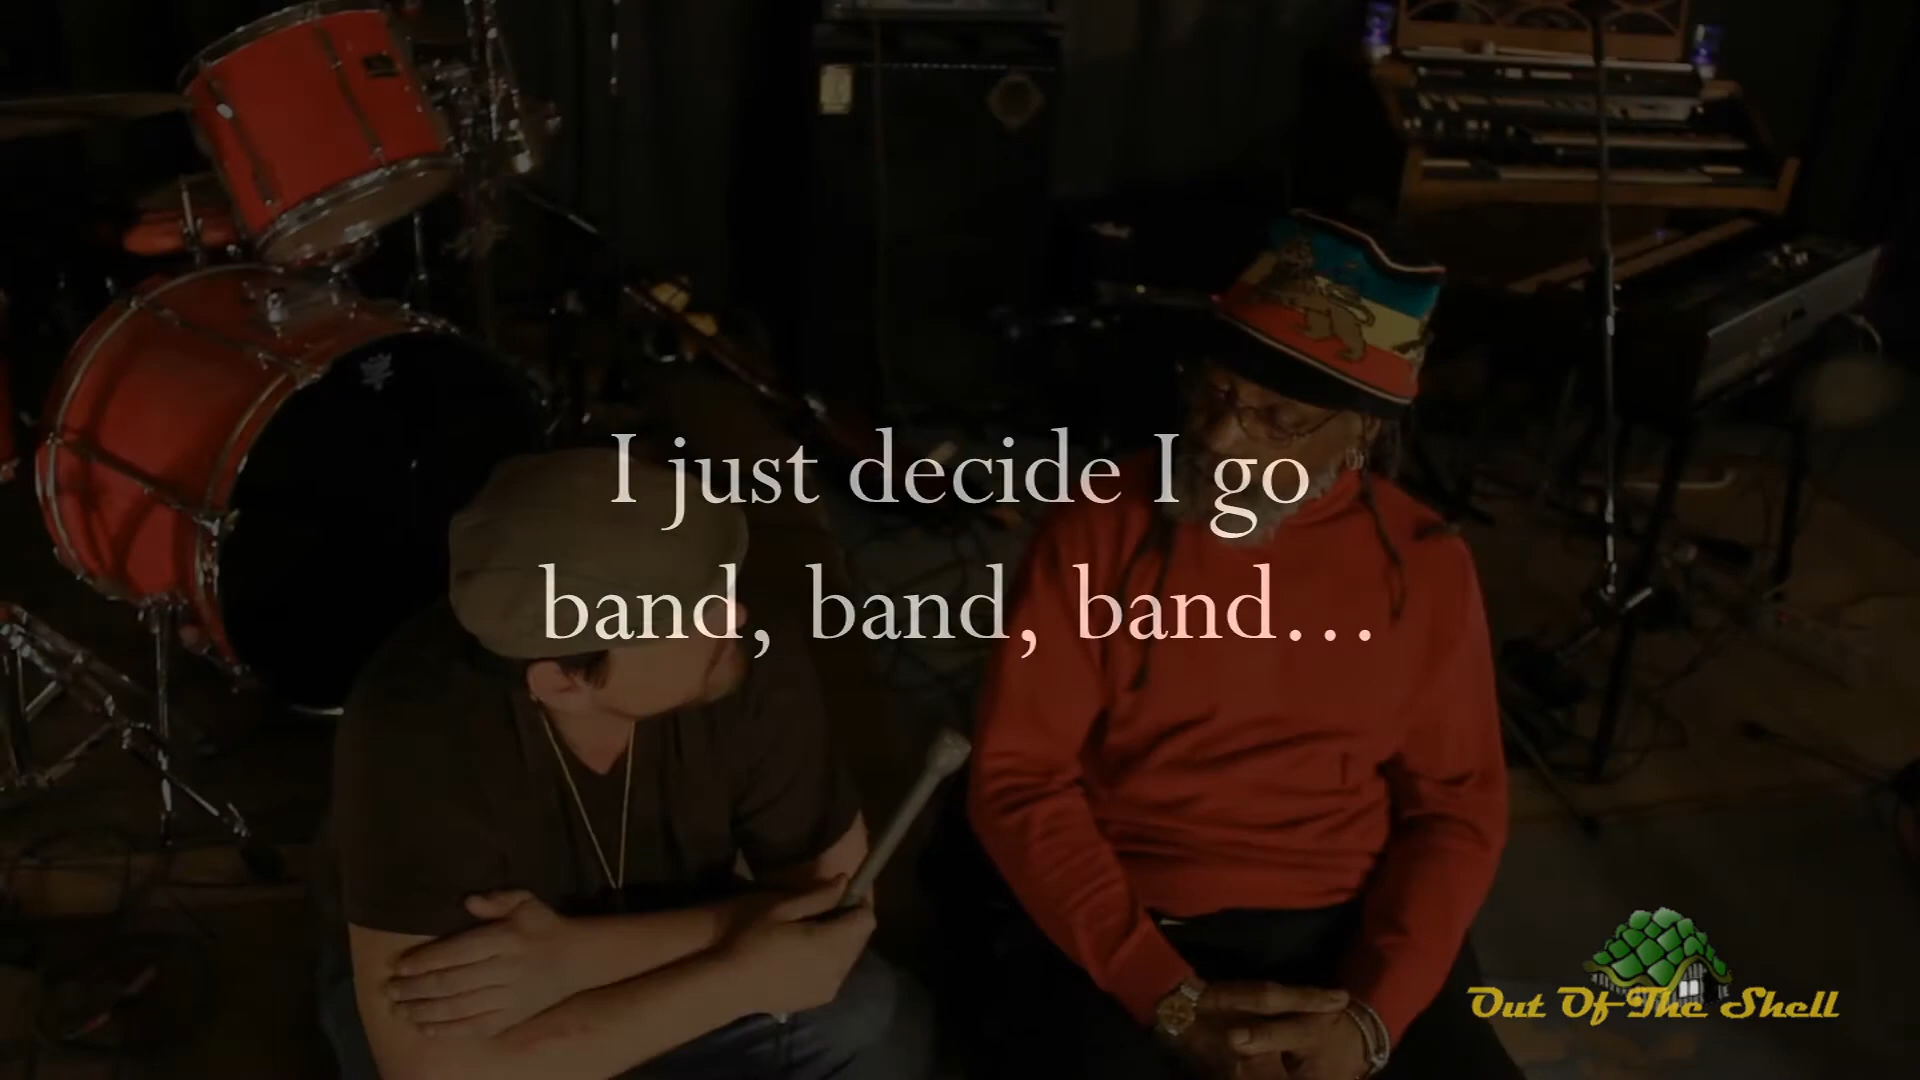 I just decide I go
band, band, band…
Out Of The Shell